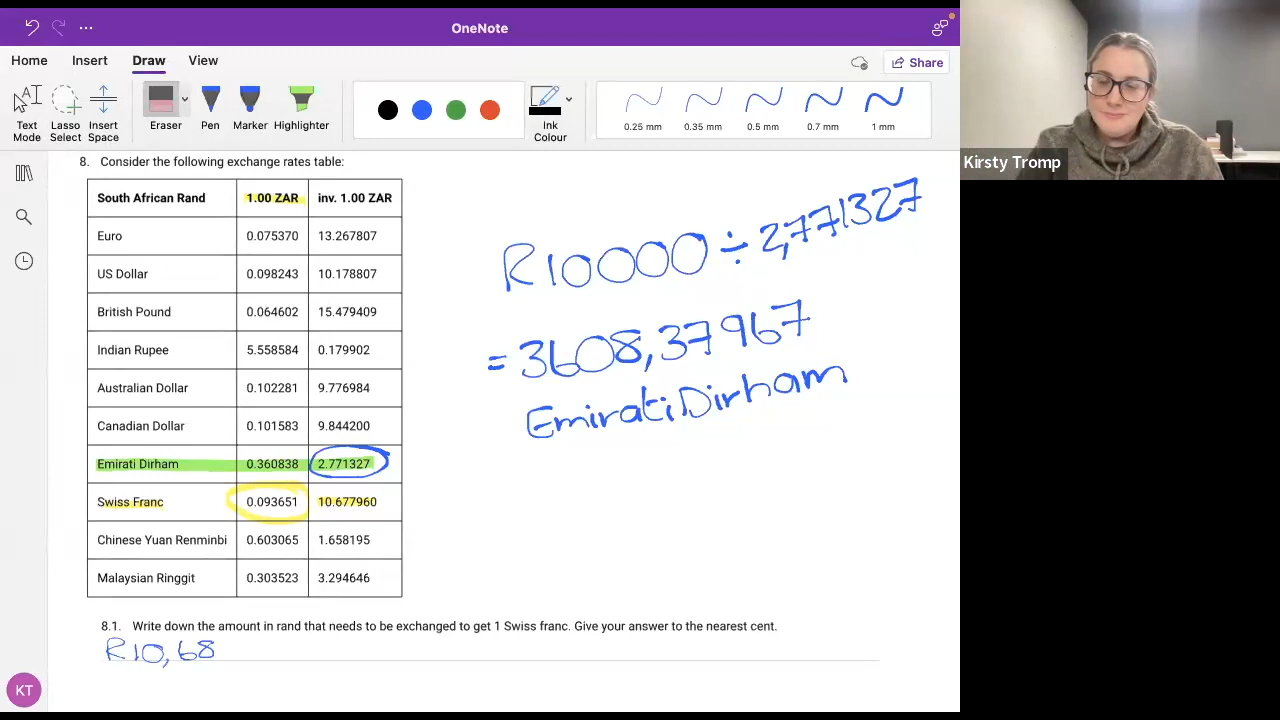 OneNote
Home Insert Draw View
Share
Text Mode
Lasso Select
Insert Space
Eraser
Pen
Marker
Highlighter
Ink Colour
0.25 mm 0.35 mm 0.5 mm 0.7 mm 1 mm
Kirsty Tromp
8. Consider the following exchange rates table:
South African Rand 1.00 ZAR inv. 1.00 ZAR
Euro 0.075370 13.267807
US Dollar 0.098243 10.178807
British Pound 0.064602 15.479409
Indian Rupee 5.558584 0.179902
Australian Dollar 0.102281 9.776984
Canadian Dollar 0.101583 9.844200
Emirati Dirham 0.360838 2.771327
Swiss Franc 0.093651 10.677960
Chinese Yuan Renminbi 0.603065 1.658195
Malaysian Ringgit 0.303523 3.294646
R10000 ÷ 2,771327
= 3608,37967
Emirati Dirham
8.1. Write down the amount in rand that needs to be exchanged to get 1 Swiss franc. Give your answer to the nearest cent.
R10,68
KT